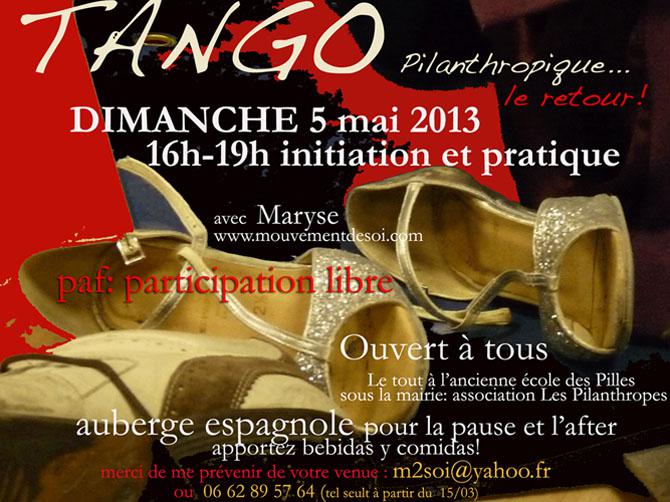 TANGO Pilanthropique...
le retour!
DIMANCHE 5 mai 2013
16h-19h initiation et pratique
avec Maryse
www.mouvementdesoi.com
paf: participation libre
Ouvert à tous
Le tout à l'ancienne école des Pilles
sous la mairie: association Les Pilanthropes
auberge espagnole pour la pause et l'after
apportez bebidas y comidas!
merci de me prévenir de votre venue : m2soi@yahoo.fr
ou 06 62 89 57 64 (tel seult à partir du 15/03)